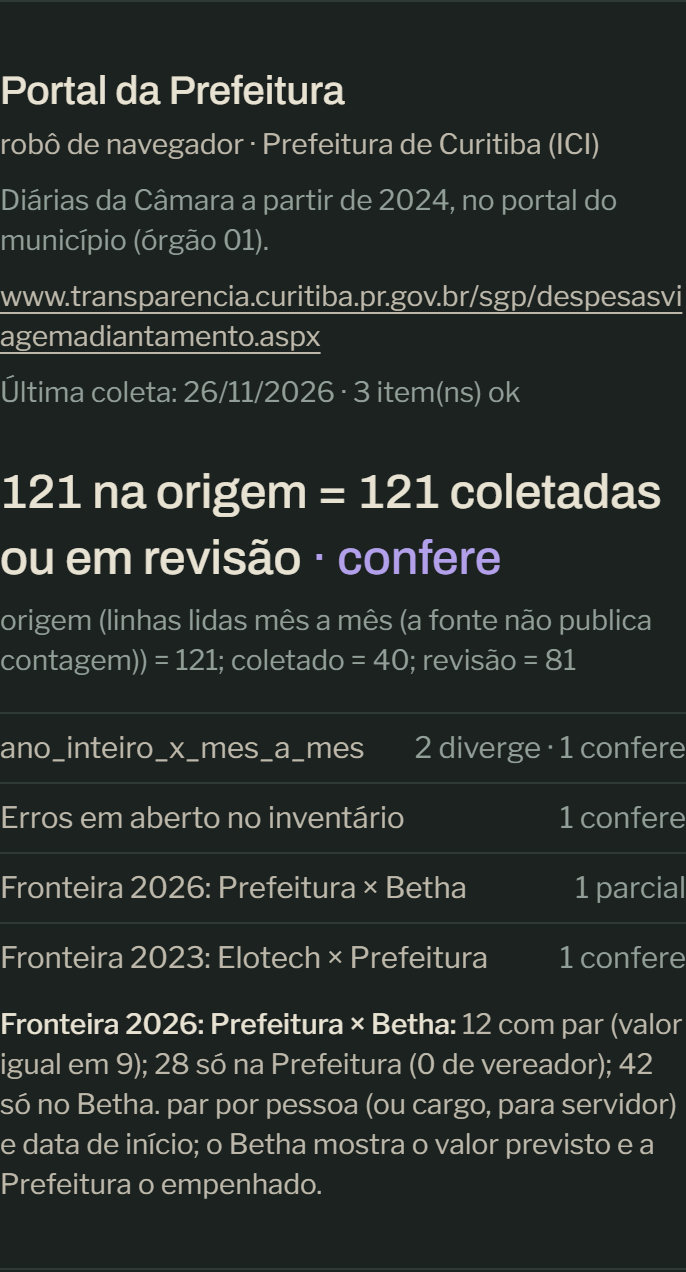 Portal da Prefeitura
robô de navegador · Prefeitura de Curitiba (ICI)
Diárias da Câmara a partir de 2024, no portal do
município (órgão 01).
www.transparencia.curitiba.pr.gov.br/sgp/despesasvi
agemadiantamento.aspx
Última coleta: 26/11/2026 · 3 item(ns) ok
121 na origem = 121 coletadas
ou em revisão · confere
origem (linhas lidas mês a mês (a fonte não publica
contagem)) = 121; coletado = 40; revisão = 81
ano_inteiro_x_mes_a_mes 2 diverge · 1 confere
Erros em aberto no inventário 1 confere
Fronteira 2026: Prefeitura × Betha 1 parcial
Fronteira 2023: Elotech × Prefeitura 1 confere
Fronteira 2026: Prefeitura × Betha: 12 com par (valor
igual em 9); 28 só na Prefeitura (0 de vereador); 42
só no Betha. par por pessoa (ou cargo, para servidor)
e data de início; o Betha mostra o valor previsto e a
Prefeitura o empenhado.